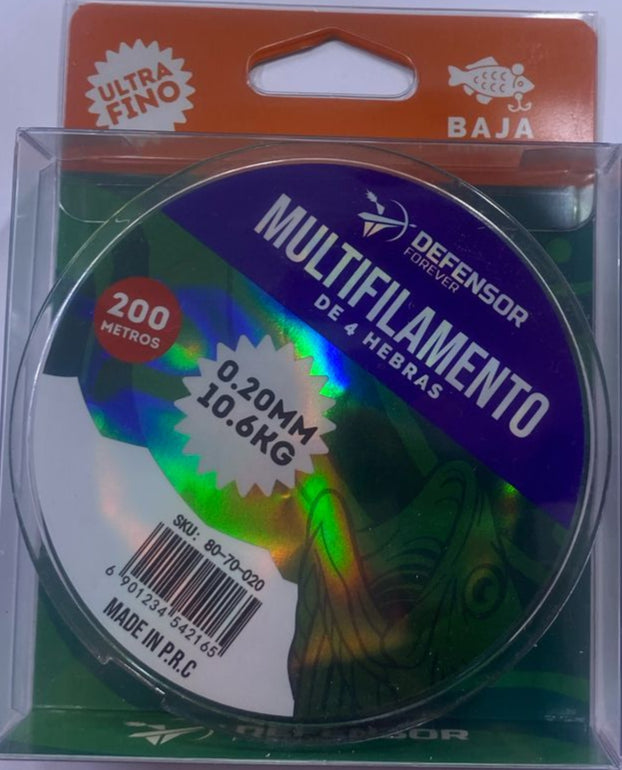 ULTRA
FINO
BAJA
DEFENSOR
FOREVER
MULTIFILAMENTO
DE 4 HEBRAS
200
METROS
0.20MM
10.6KG
SKU: 80-70-020
6 901234 542165
MADE IN P.R.C
DEFENSOR